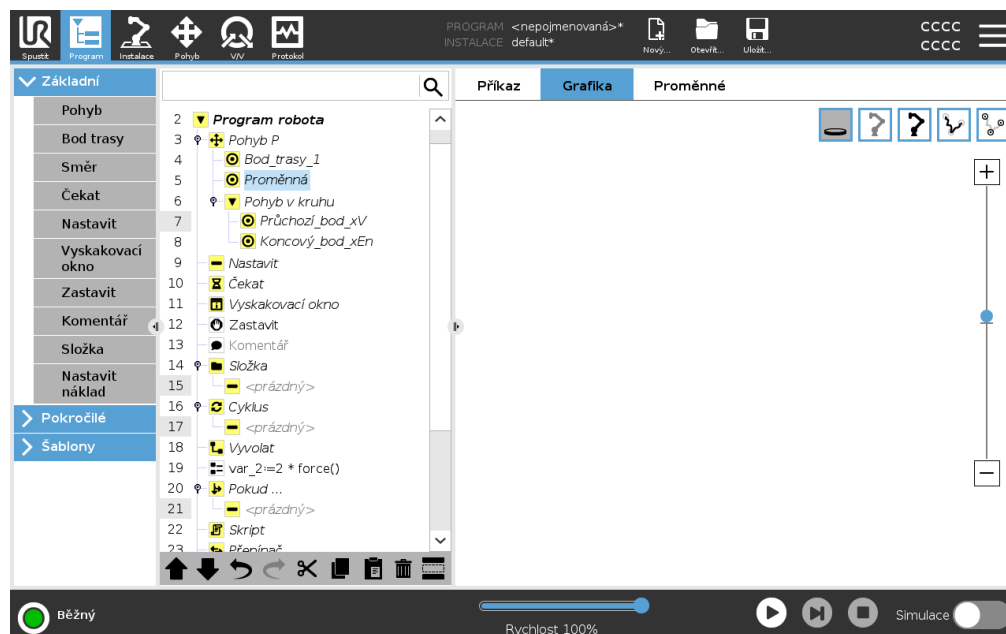 PROGRAM <nepojmenovaná>*
INSTALACE default*
Spustit
Program
Instalace
Pohyb
V/V
Protokol
Nový...
Otevřít...
Uložit...
CCCC
CCCC
Základní
Pohyb
Bod trasy
Směr
Čekat
Nastavit
Vyskakovací
okno
Zastavit
Komentář
Složka
Nastavit
náklad
Pokročilé
Šablony
2 Program robota
3 Pohyb P
4 Bod_trasy_1
5 Proměnná
6 Pohyb v kruhu
7 Průchozí_bod_xV
8 Koncový_bod_xEn
9 Nastavit
10 Čekat
11 Vyskakovací okno
12 Zastavit
13 Komentář
14 Složka
15 <prázdný>
16 Cyklus
17 <prázdný>
18 Vyvolat
19 var_2:=2 * force()
20 Pokud ...
21 <prázdný>
22 Skript
23 Přepínač
Příkaz
Grafika
Proměnné
Běžný
Rychlost 100%
Simulace